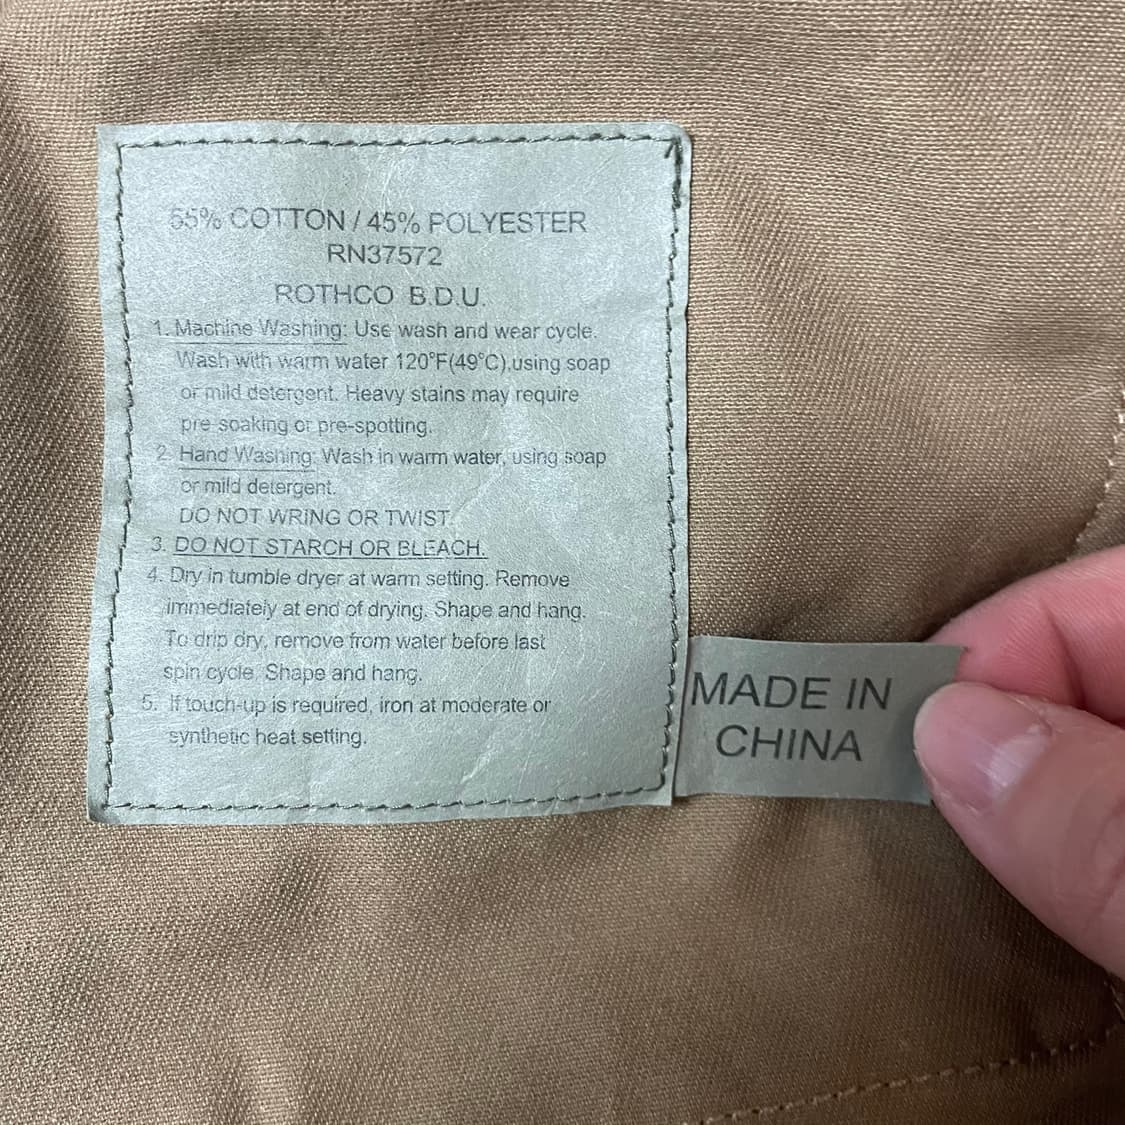 55% COTTON / 45% POLYESTER
RN37572
ROTHCO B.D.U.
1. Machine Washing: Use wash and wear cycle.
Wash with warm water 120°F(49°C).using soap
or mild detergent. Heavy stains may require
pre soaking or pre-spotting.
2. Hand Washing: Wash in warm water, using soap
or mild detergent.
DO NOT WRING OR TWIST.
3. DO NOT STARCH OR BLEACH.
4. Dry in tumble dryer at warm setting. Remove
immediately at end of drying. Shape and hang.
To drip dry, remove from water before last
spin cycle. Shape and hang.
5. If touch-up is required, iron at moderate or
synthetic heat setting.
MADE IN
CHINA